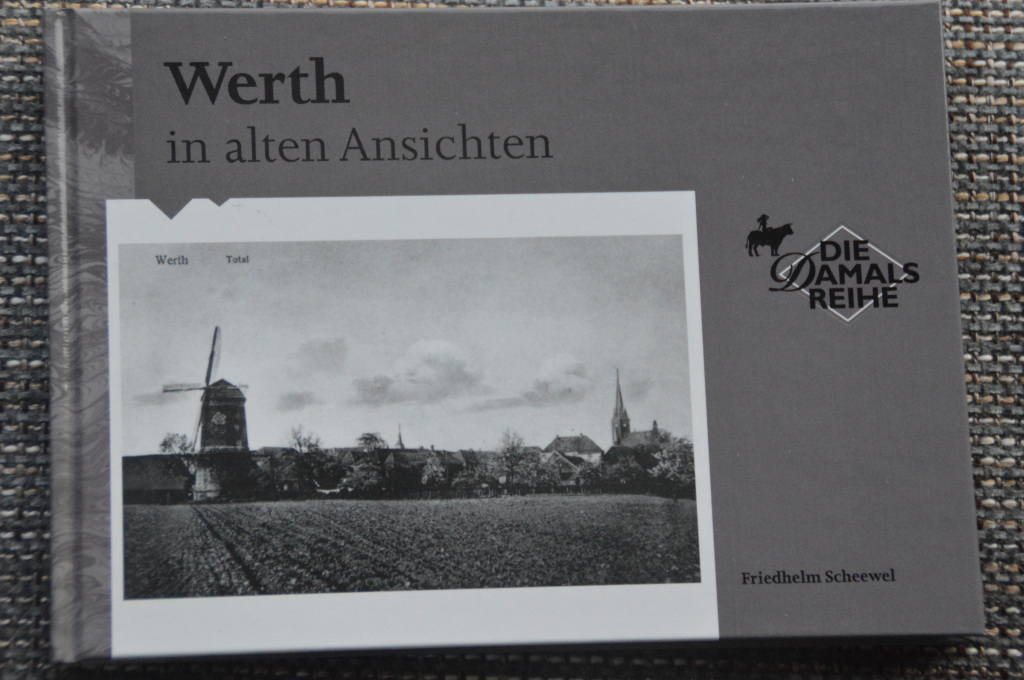 Werth
in alten Ansichten
Werth Total
DIE
DAMALS
REIHE
Friedhelm Scheewel